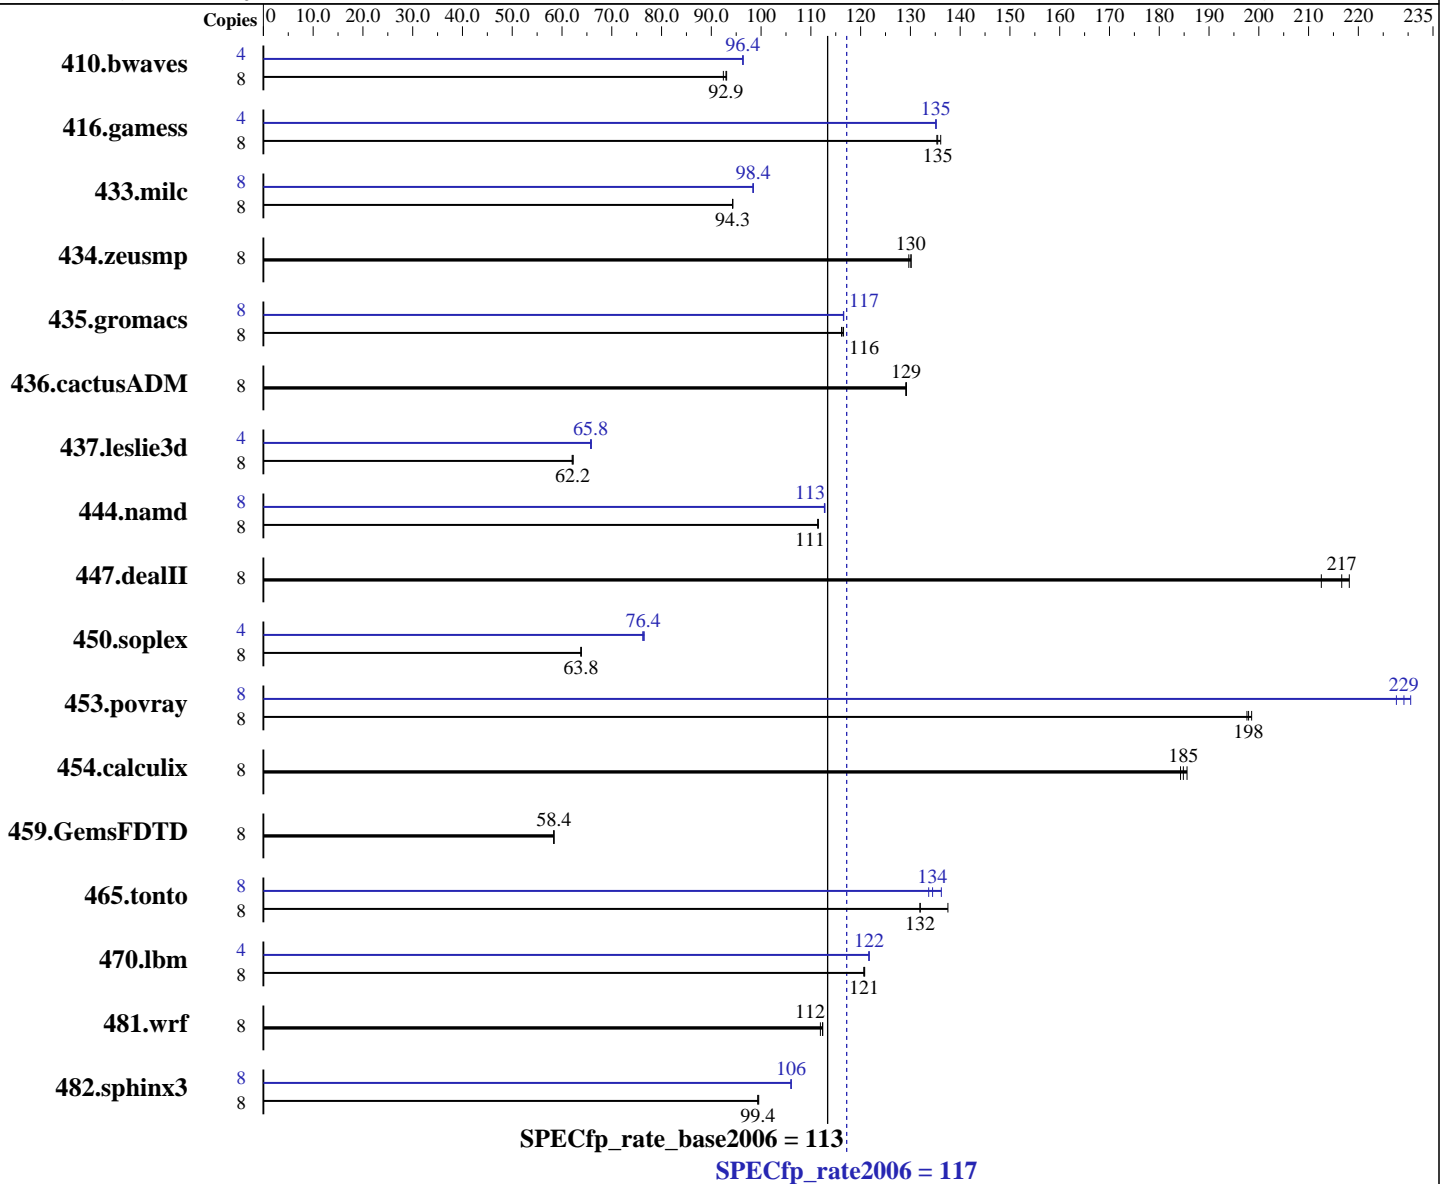 Copies 0 10.0 20.0 30.0 40.0 50.0 60.0 70.0 80.0 90.0 100 110 120 130 140 150 160 170 180 190 200 210 220 235
410.bwaves 4 96.4
8 92.9
416.gamess 4 135
8 135
433.milc 8 98.4
8 94.3
434.zeusmp 8 130
435.gromacs 8 117
8 116
436.cactusADM 8 129
437.leslie3d 4 65.8
8 62.2
444.namd 8 113
8 111
447.dealII 8 217
450.soplex 4 76.4
8 63.8
453.povray 8 229
8 198
454.calculix 8 185
459.GemsFDTD 8 58.4
465.tonto 8 134
8 132
470.lbm 4 122
8 121
481.wrf 8 112
482.sphinx3 8 106
8 99.4
SPECfp_rate_base2006 = 113
SPECfp_rate2006 = 117